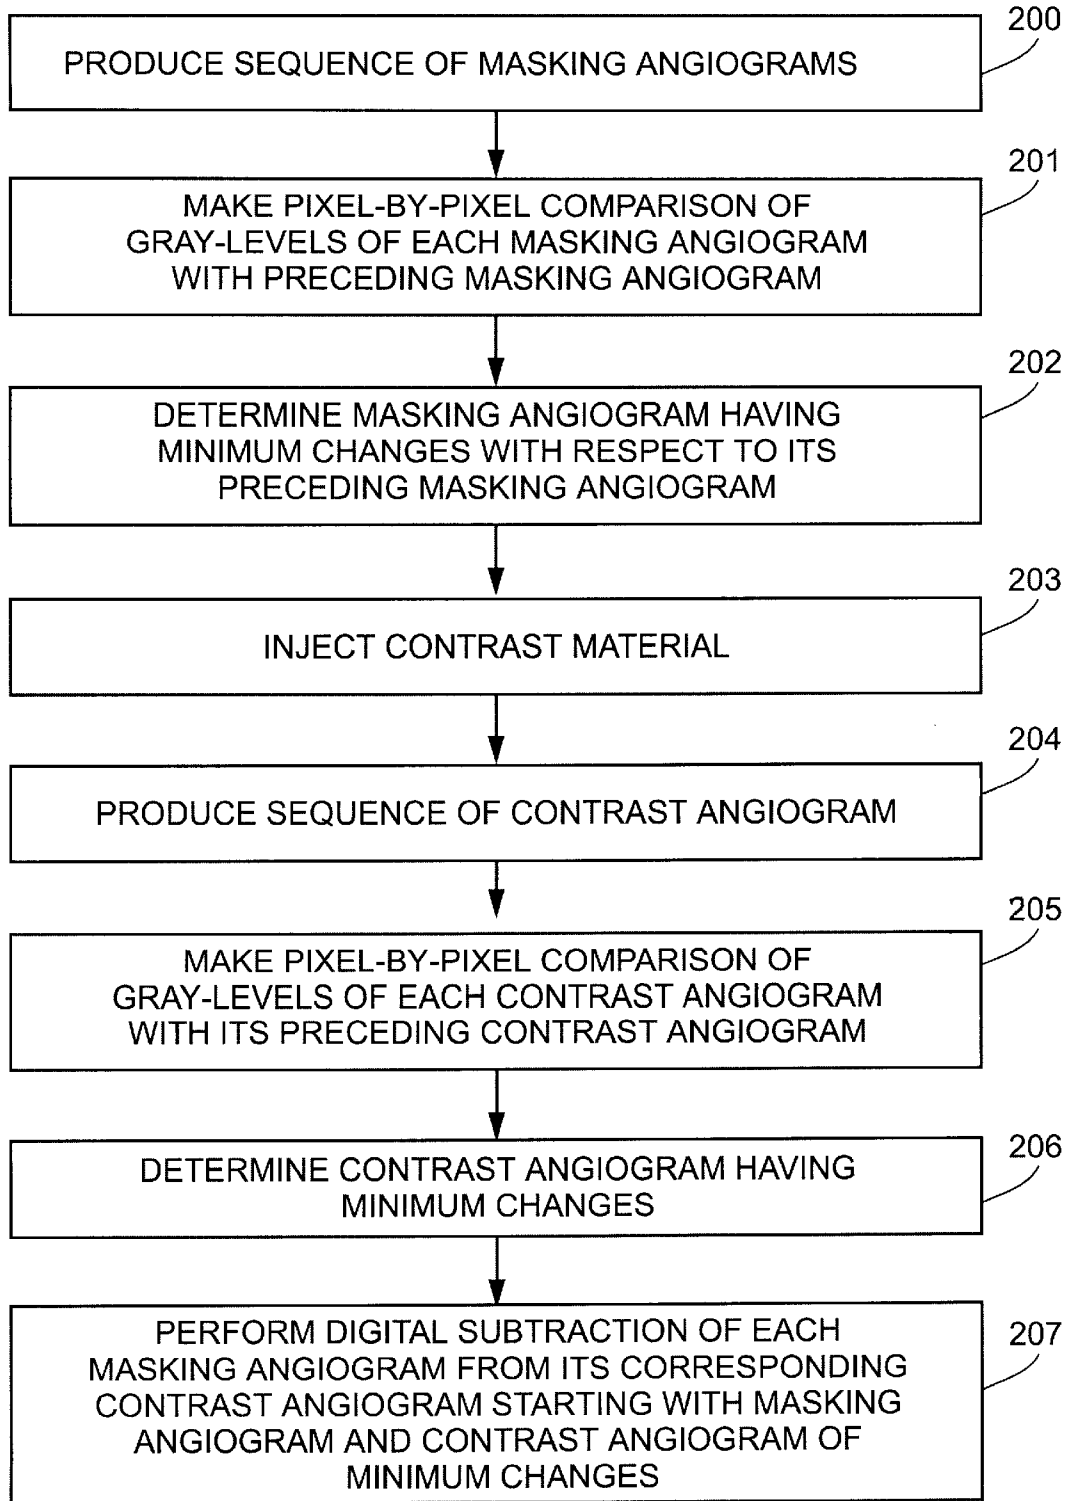 200
PRODUCE SEQUENCE OF MASKING ANGIOGRAMS
201
MAKE PIXEL-BY-PIXEL COMPARISON OF
GRAY-LEVELS OF EACH MASKING ANGIOGRAM
WITH PRECEDING MASKING ANGIOGRAM
202
DETERMINE MASKING ANGIOGRAM HAVING
MINIMUM CHANGES WITH RESPECT TO ITS
PRECEDING MASKING ANGIOGRAM
203
INJECT CONTRAST MATERIAL
204
PRODUCE SEQUENCE OF CONTRAST ANGIOGRAM
205
MAKE PIXEL-BY-PIXEL COMPARISON OF
GRAY-LEVELS OF EACH CONTRAST ANGIOGRAM
WITH ITS PRECEDING CONTRAST ANGIOGRAM
206
DETERMINE CONTRAST ANGIOGRAM HAVING
MINIMUM CHANGES
207
PERFORM DIGITAL SUBTRACTION OF EACH
MASKING ANGIOGRAM FROM ITS CORRESPONDING
CONTRAST ANGIOGRAM STARTING WITH MASKING
ANGIOGRAM AND CONTRAST ANGIOGRAM OF
MINIMUM CHANGES